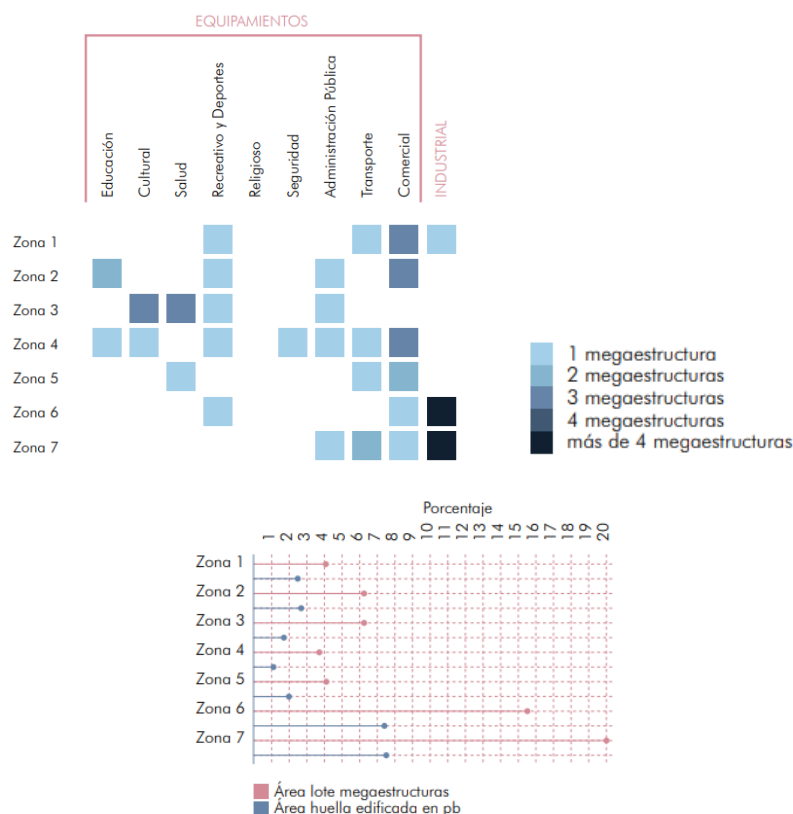 EQUIPAMIENTOS
Educación
Cultural
Salud
Recreativo y Deportes
Religioso
Seguridad
Administración Pública
Transporte
Comercial
INDUSTRIAL
Zona 1
Zona 2
Zona 3
Zona 4
Zona 5
Zona 6
Zona 7
1 megaestructura
2 megaestructuras
3 megaestructuras
4 megaestructuras
más de 4 megaestructuras
Porcentaje
1 2 3 4 5 6 7 8 9 10 11 12 13 14 15 16 17 18 19 20
Zona 1
Zona 2
Zona 3
Zona 4
Zona 5
Zona 6
Zona 7
Área lote megaestructuras
Área huella edificada en pb